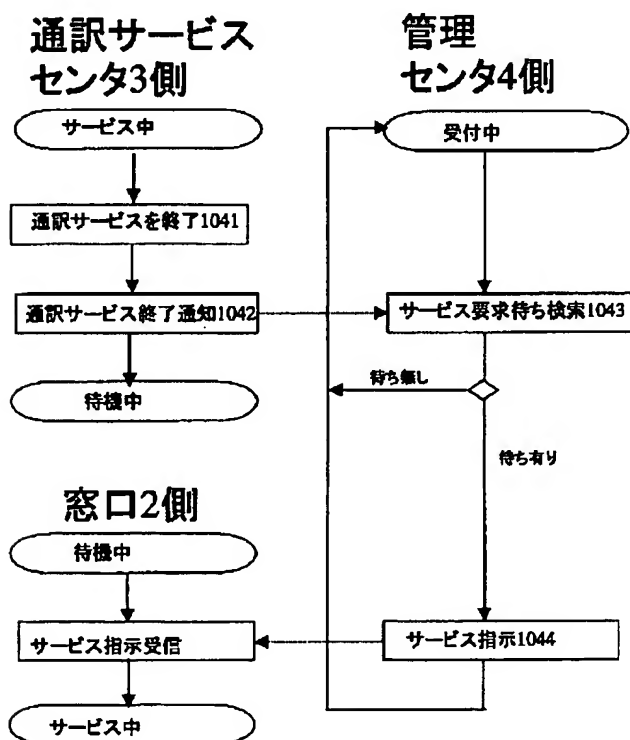 通訳サービス
センタ3側
サービス中
通訳サービスを終了1041
通訳サービス終了通知1042
待機中
窓口2側
待機中
サービス指示受信
サービス中
管理
センタ4側
受付中
サービス要求待ち検索1043
待ち無し
待ち有り
サービス指示1044